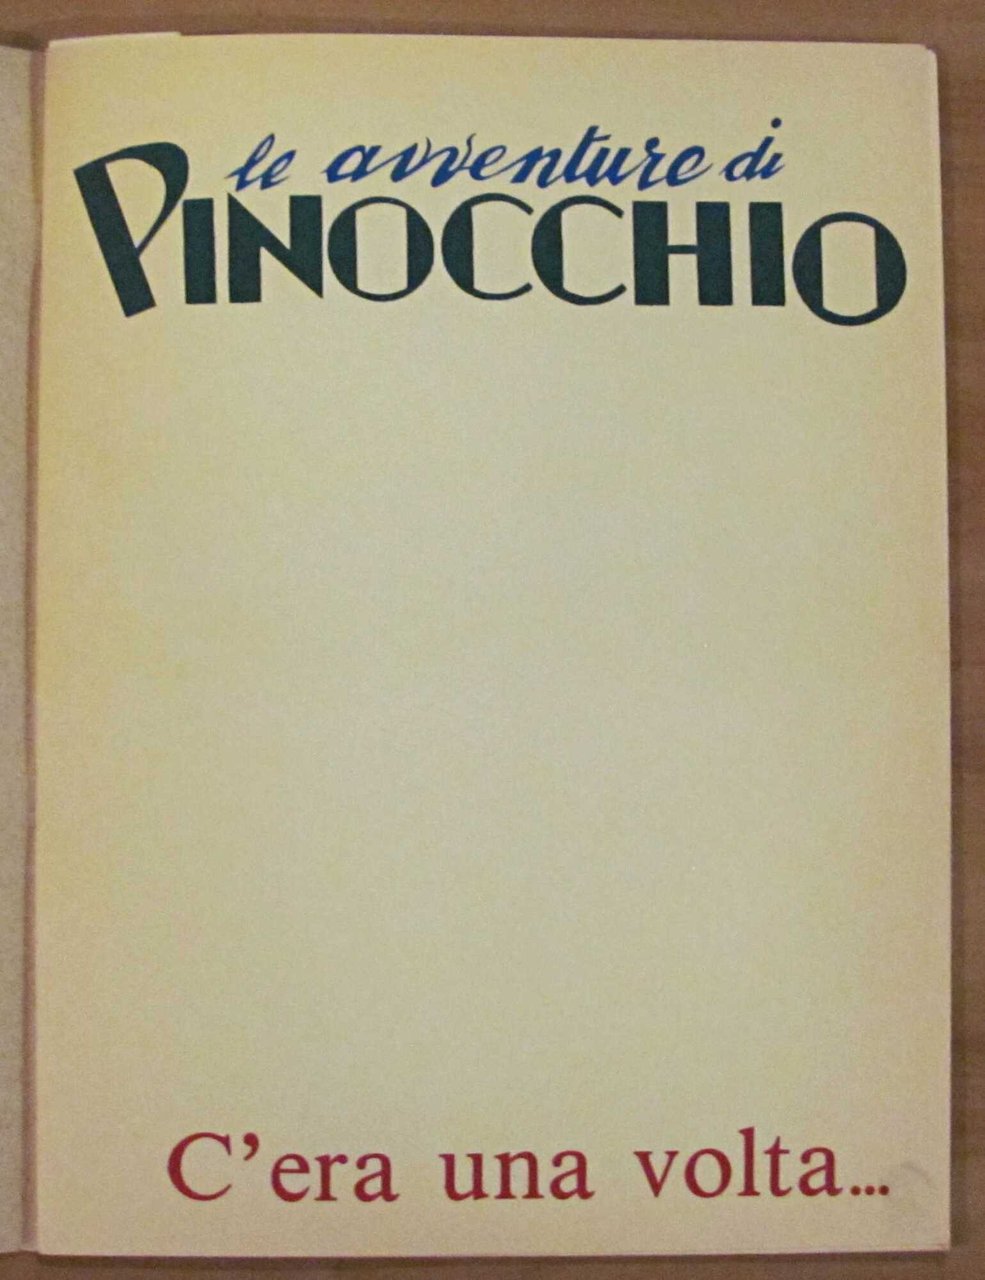 le avventure di
PINOCCHIO
C'era una volta...